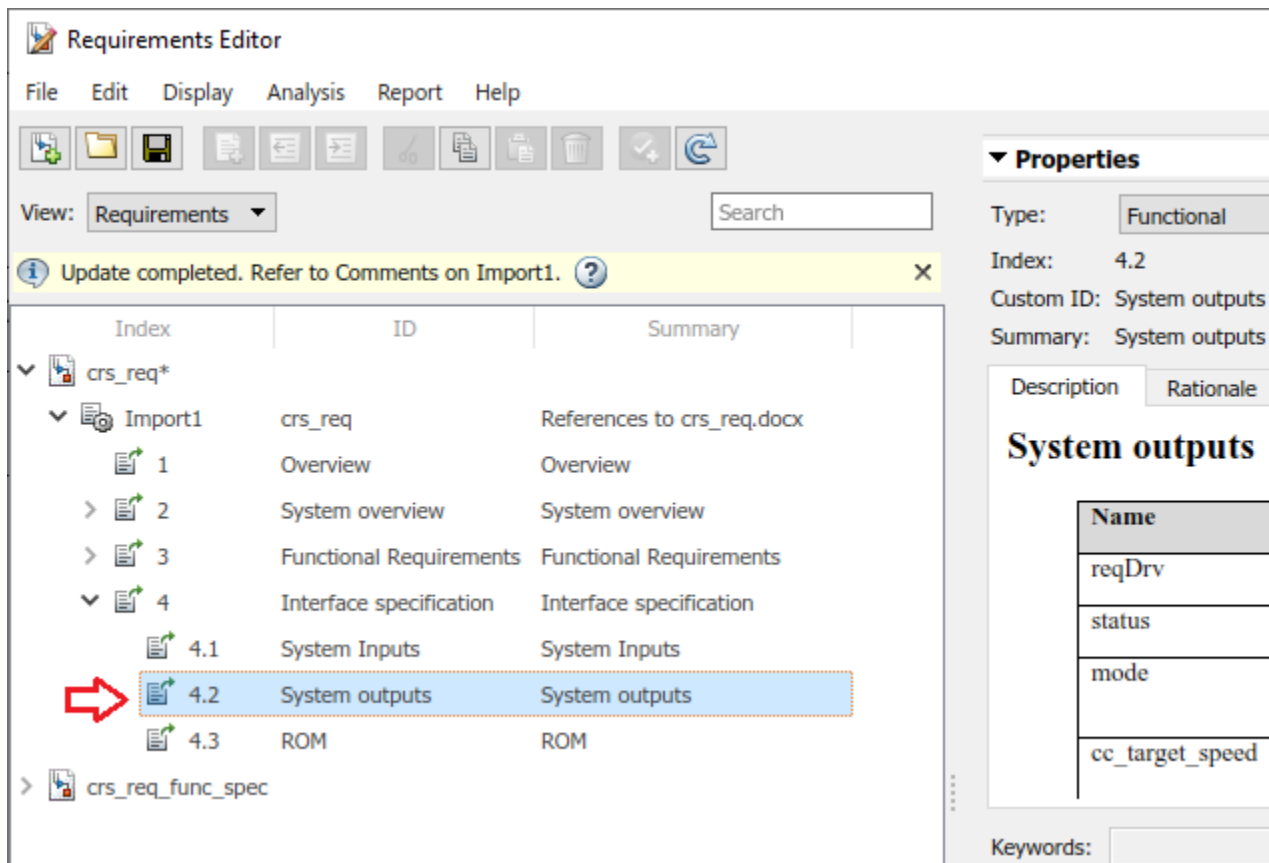 Requirements Editor
File Edit Display Analysis Report Help
View: Requirements Search
Update completed. Refer to Comments on Import1.
Index ID Summary
crs_req*
Import1 crs_req References to crs_req.docx
1 Overview Overview
2 System overview System overview
3 Functional Requirements Functional Requirements
4 Interface specification Interface specification
4.1 System Inputs System Inputs
4.2 System outputs System outputs
4.3 ROM ROM
crs_req_func_spec
Properties
Type: Functional
Index: 4.2
Custom ID: System outputs
Summary: System outputs
Description Rationale
System outputs
Name
reqDrv
status
mode
cc_target_speed
Keywords: